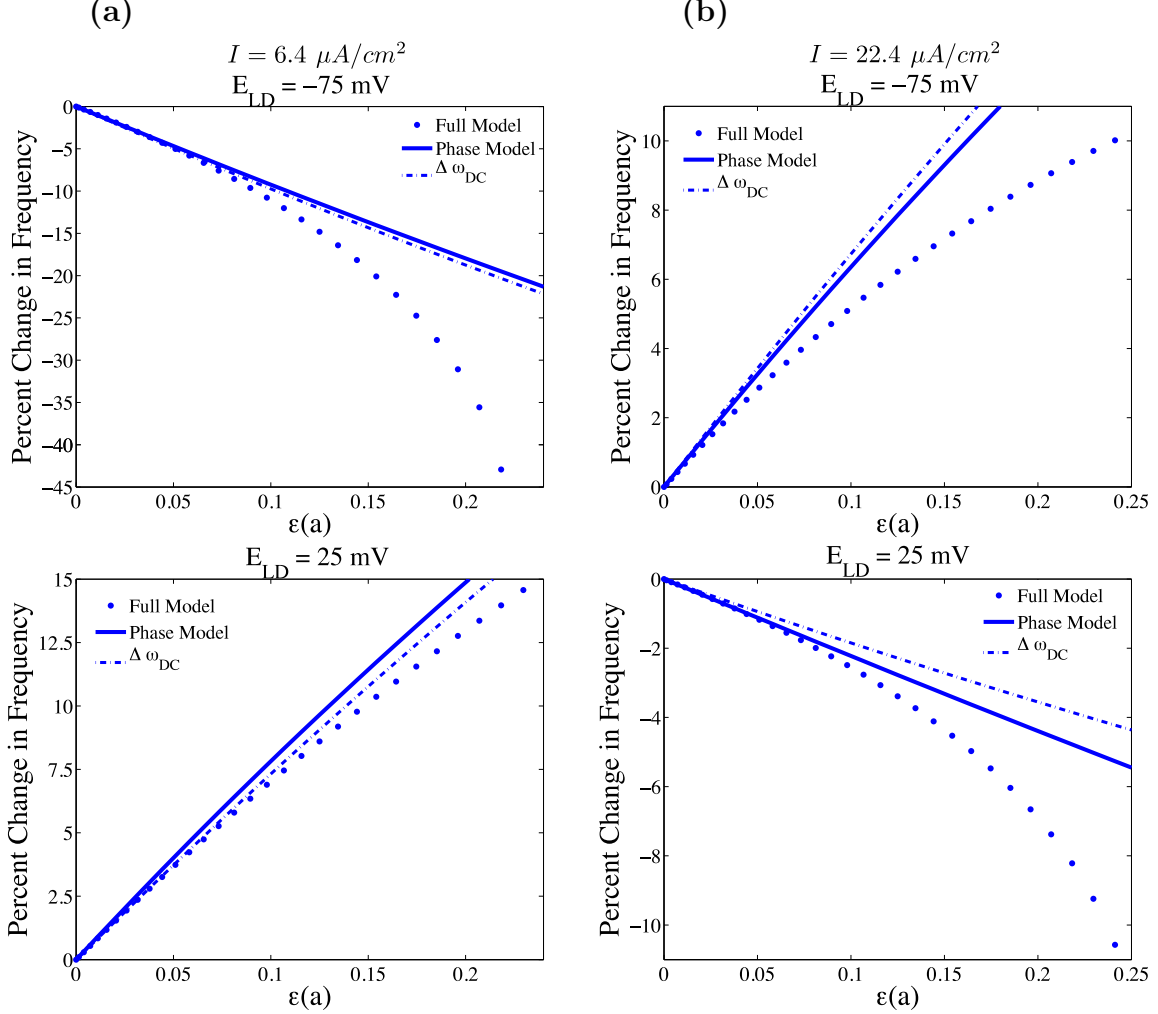 (a)
I = 6.4 μA/cm²
E_LD = −75 mV
0
−5
−10
−15
−20
−25
−30
−35
−40
−45
Percent Change in Frequency
Full Model
Phase Model
Δ ω_DC
0
0.05
0.1
0.15
0.2
ε(a)
E_LD = 25 mV
15
12.5
10
7.5
5
2.5
0
Percent Change in Frequency
Full Model
Phase Model
Δ ω_DC
0
0.05
0.1
0.15
0.2
ε(a)
(b)
I = 22.4 μA/cm²
E_LD = −75 mV
10
8
6
4
2
0
Percent Change in Frequency
Full Model
Phase Model
Δ ω_DC
0
0.05
0.1
0.15
0.2
0.25
ε(a)
E_LD = 25 mV
0
−2
−4
−6
−8
−10
Percent Change in Frequency
Full Model
Phase Model
Δ ω_DC
0
0.05
0.1
0.15
0.2
0.25
ε(a)